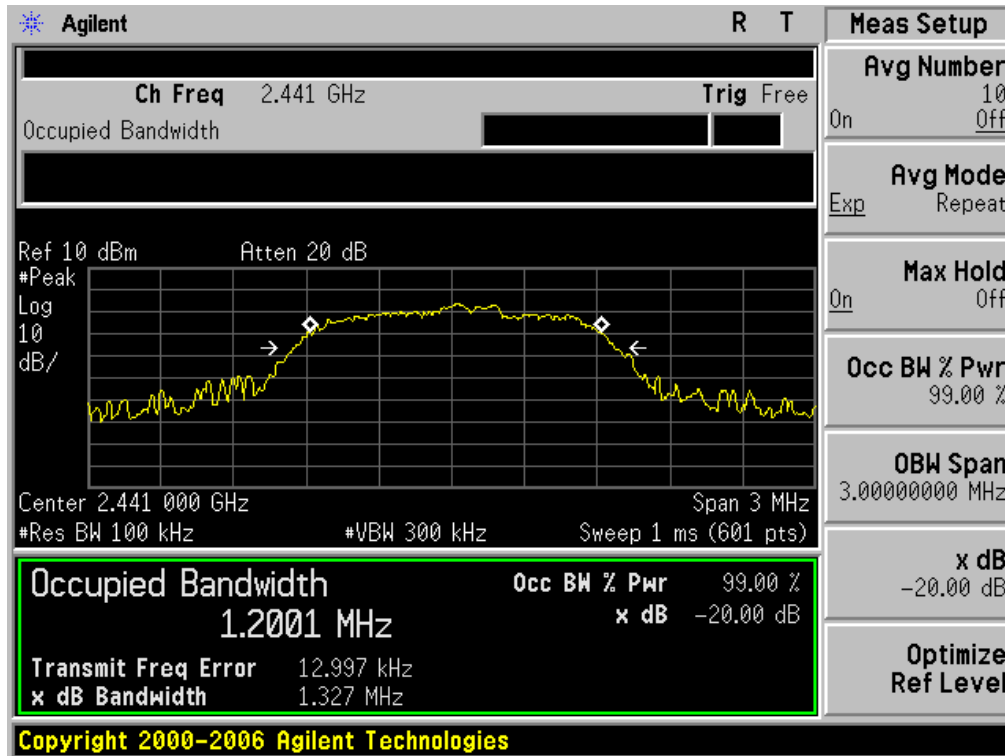 Agilent R T
Ch Freq 2.441 GHz Trig Free
Occupied Bandwidth
Ref 10 dBm Atten 20 dB
#Peak
Log
10
dB/
Center 2.441 000 GHz Span 3 MHz
#Res BW 100 kHz #VBW 300 kHz Sweep 1 ms (601 pts)
Occupied Bandwidth Occ BW % Pwr 99.00 %
1.2001 MHz x dB -20.00 dB
Transmit Freq Error 12.997 kHz
x dB Bandwidth 1.327 MHz
Copyright 2000-2006 Agilent Technologies
Meas Setup
Avg Number
10
On Off
Avg Mode
Exp Repeat
Max Hold
On Off
Occ BW % Pwr
99.00 %
OBW Span
3.00000000 MHz
x dB
-20.00 dB
Optimize
Ref Level